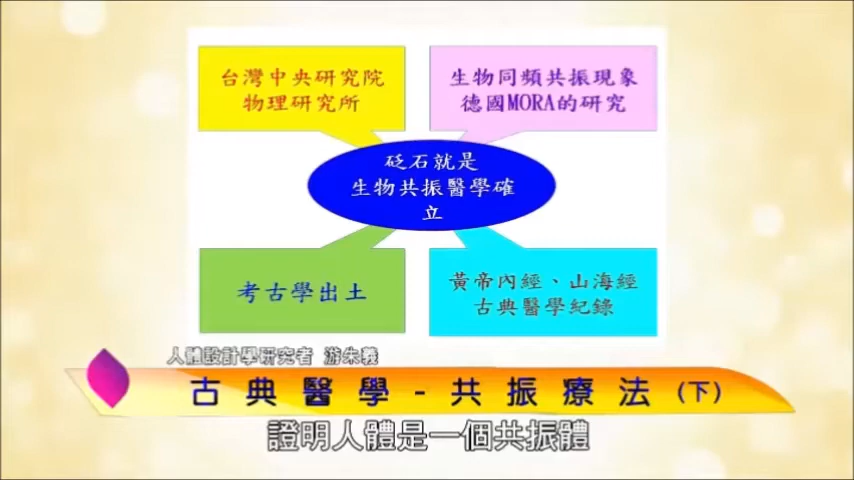 台灣中央研究院
物理研究所
生物同頻共振現象
德國MORA的研究
砭石就是
生物共振醫學確
立
考古學出土
黃帝內經、山海經
古典醫學紀錄
人體設計學研究者 游朱義
古典醫學-共振療法(下)
證明人體是一個共振體